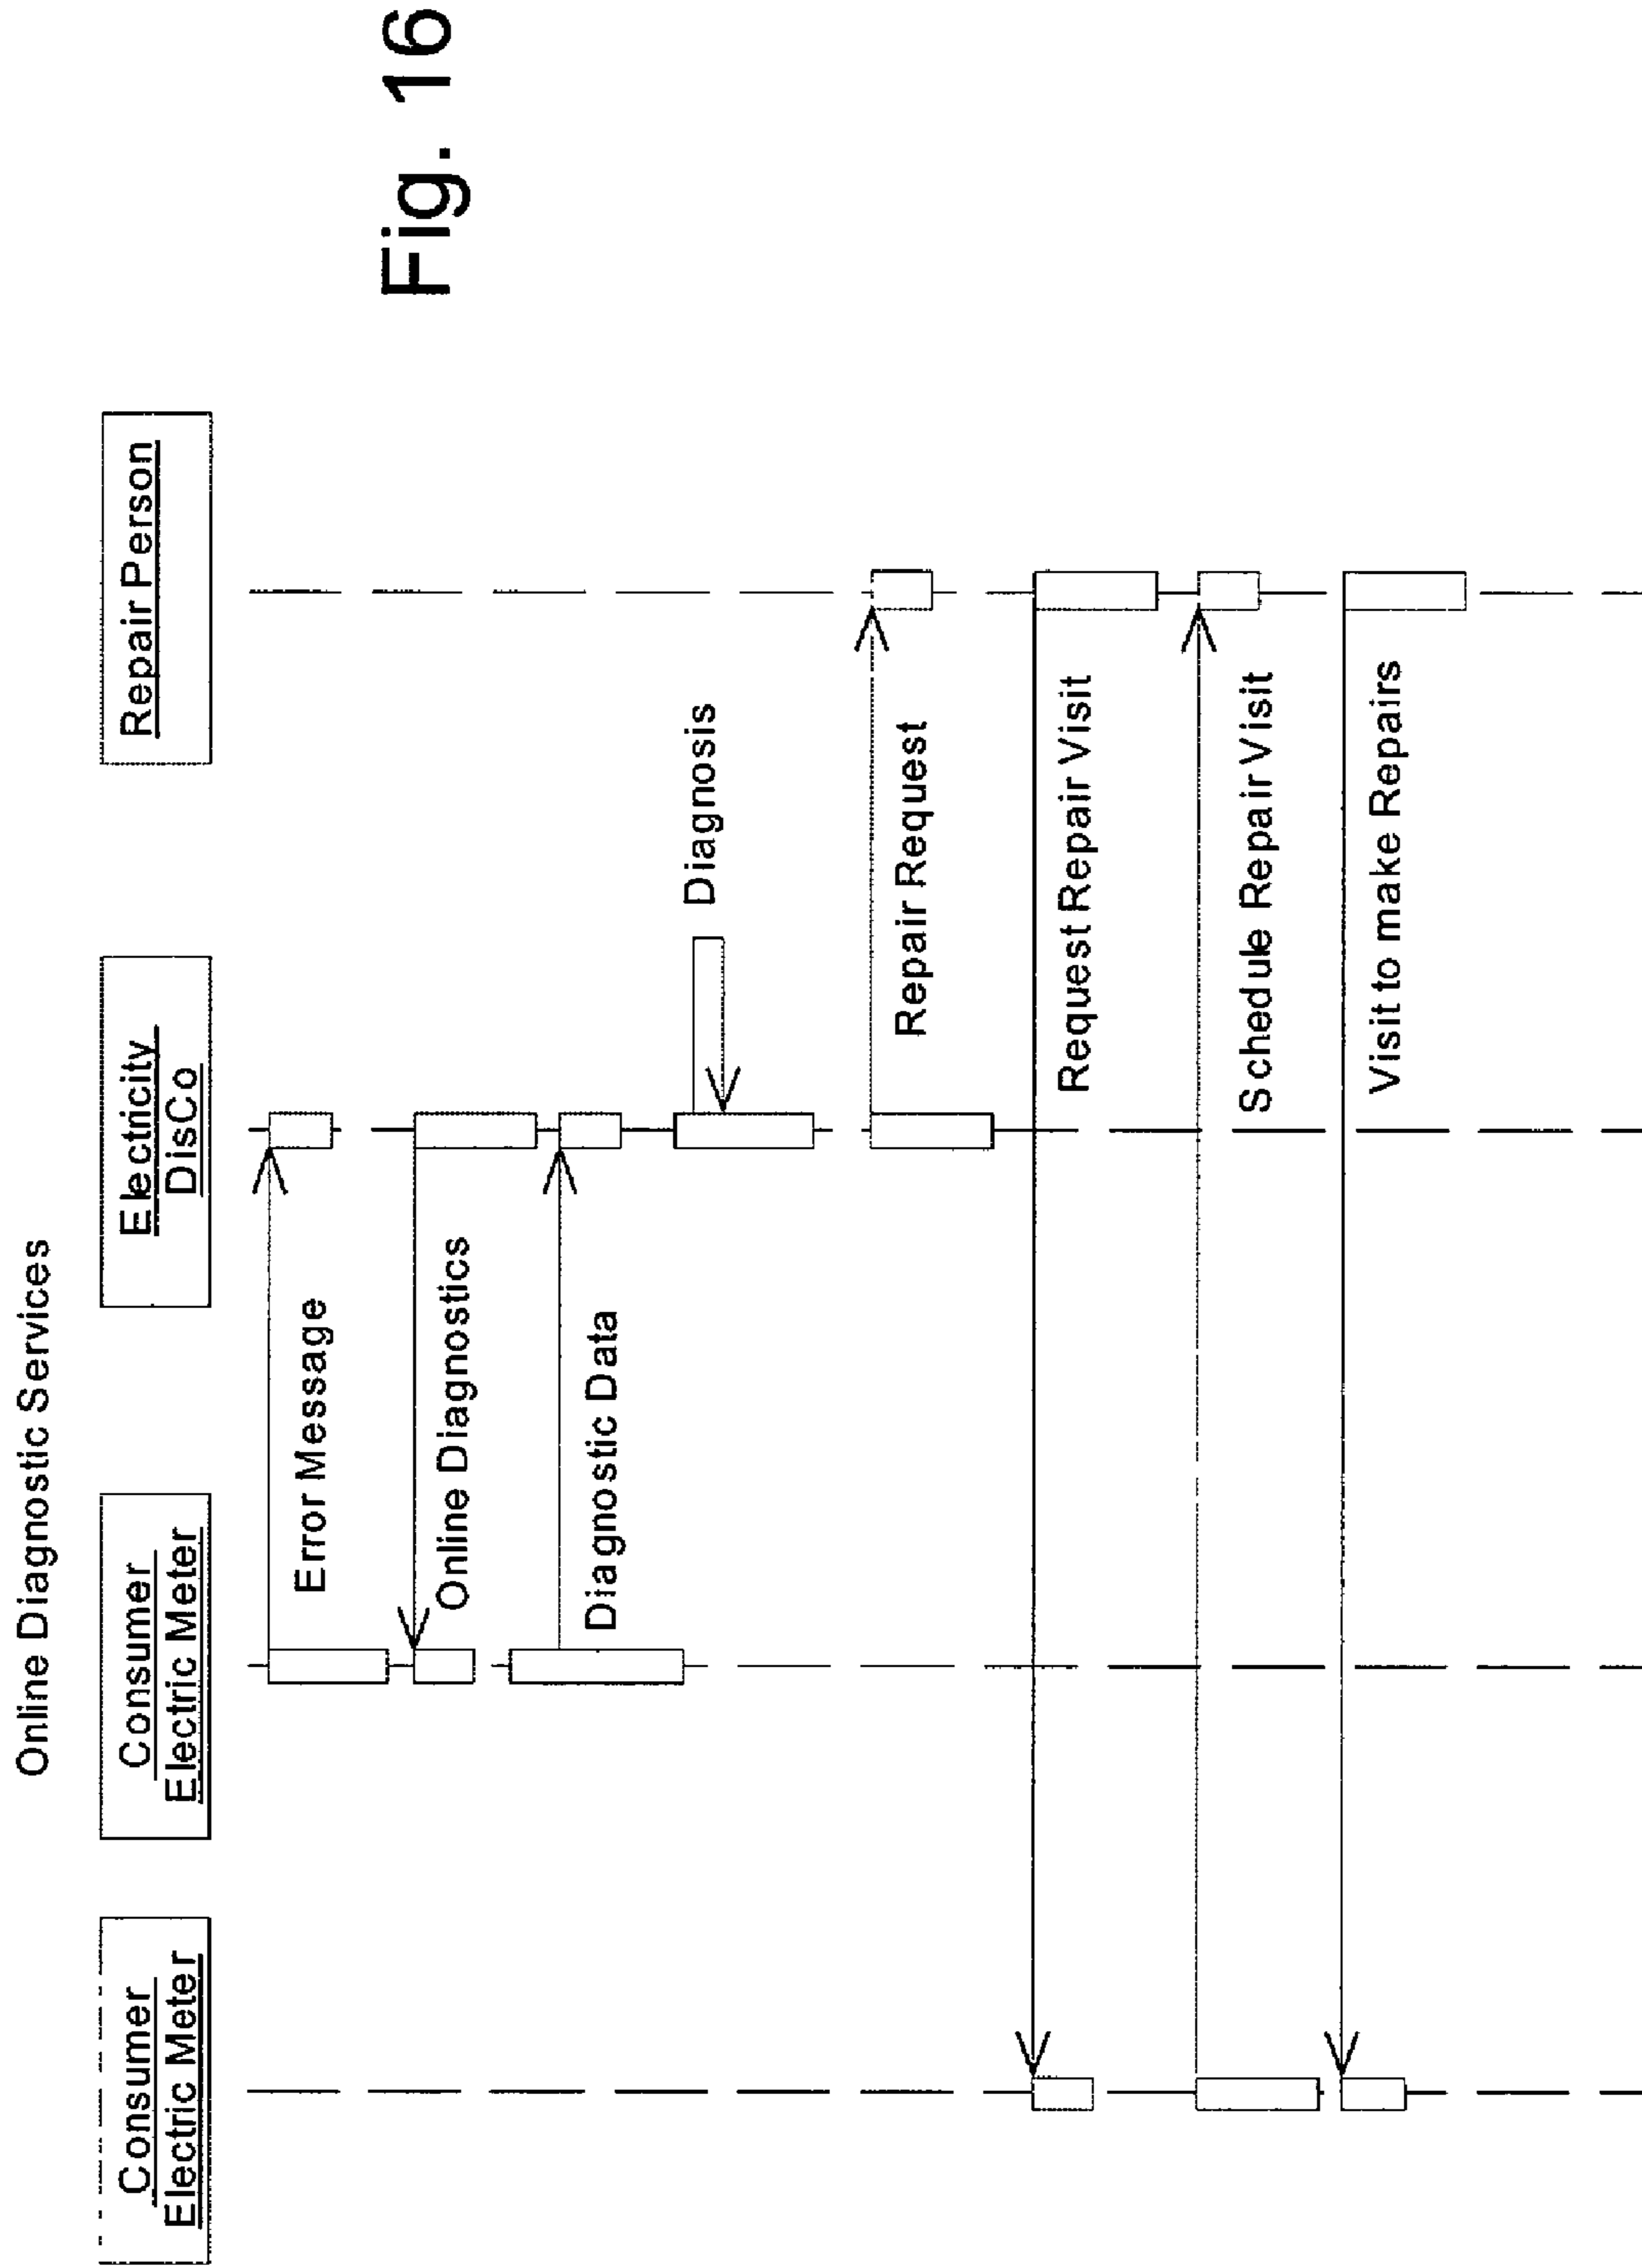 Online Diagnostic Services
Consumer
Electric Meter
Consumer
Electric Meter
Electricity
DisCo
Repair Person
Error Message
Online Diagnostics
Diagnostic Data
Diagnosis
Repair Request
Request Repair Visit
Schedule Repair Visit
Visit to make Repairs
Fig. 16